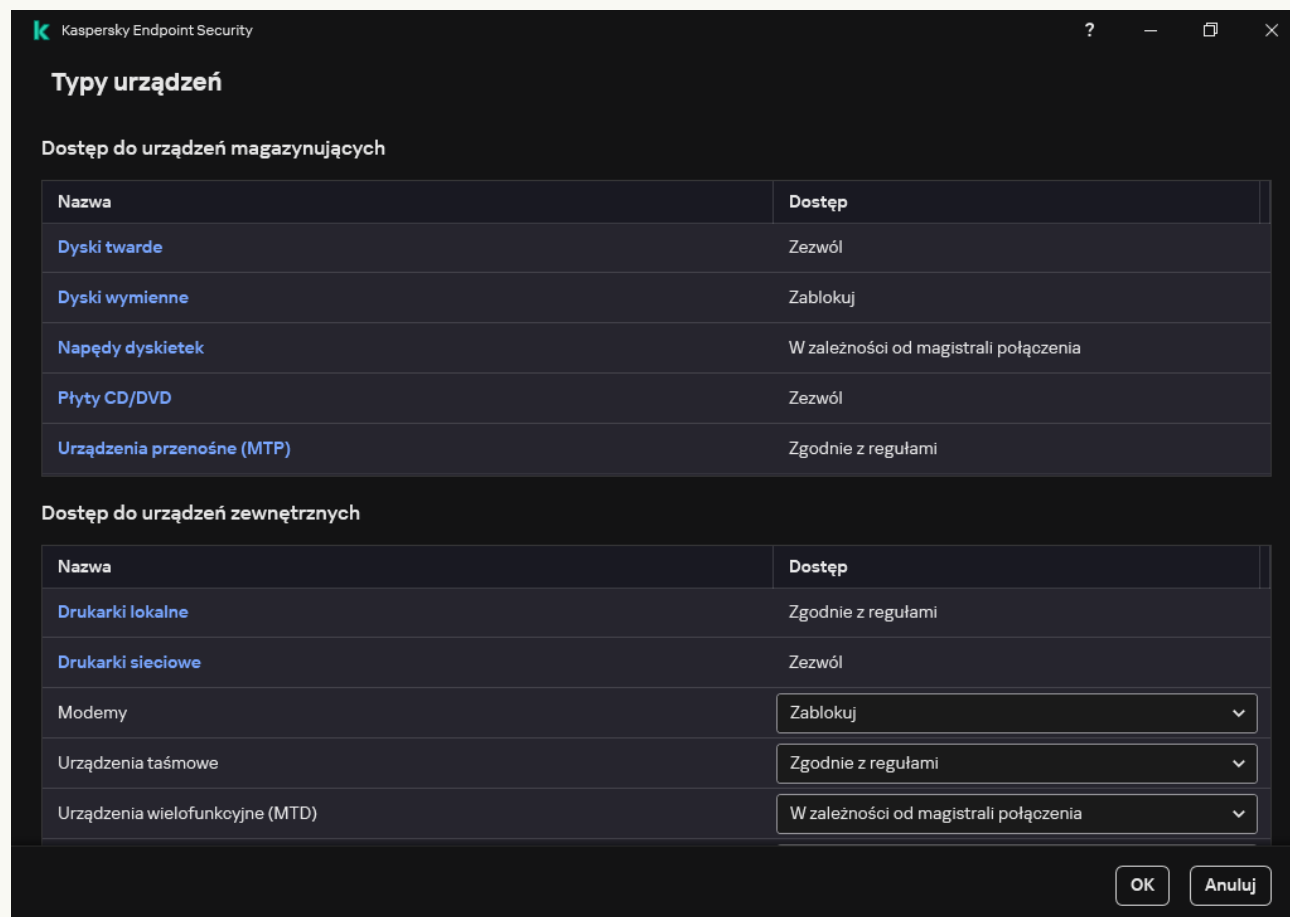 Kaspersky Endpoint Security
?
Typy urządzeń
Dostęp do urządzeń magazynujących
Nazwa Dostęp
Dyski twarde Zezwól
Dyski wymienne Zablokuj
Napędy dyskietek W zależności od magistrali połączenia
Płyty CD/DVD Zezwól
Urządzenia przenośne (MTP) Zgodnie z regułami
Dostęp do urządzeń zewnętrznych
Nazwa Dostęp
Drukarki lokalne Zgodnie z regułami
Drukarki sieciowe Zezwól
Modemy Zablokuj
Urządzenia taśmowe Zgodnie z regułami
Urządzenia wielofunkcyjne (MTD) W zależności od magistrali połączenia
OK Anuluj